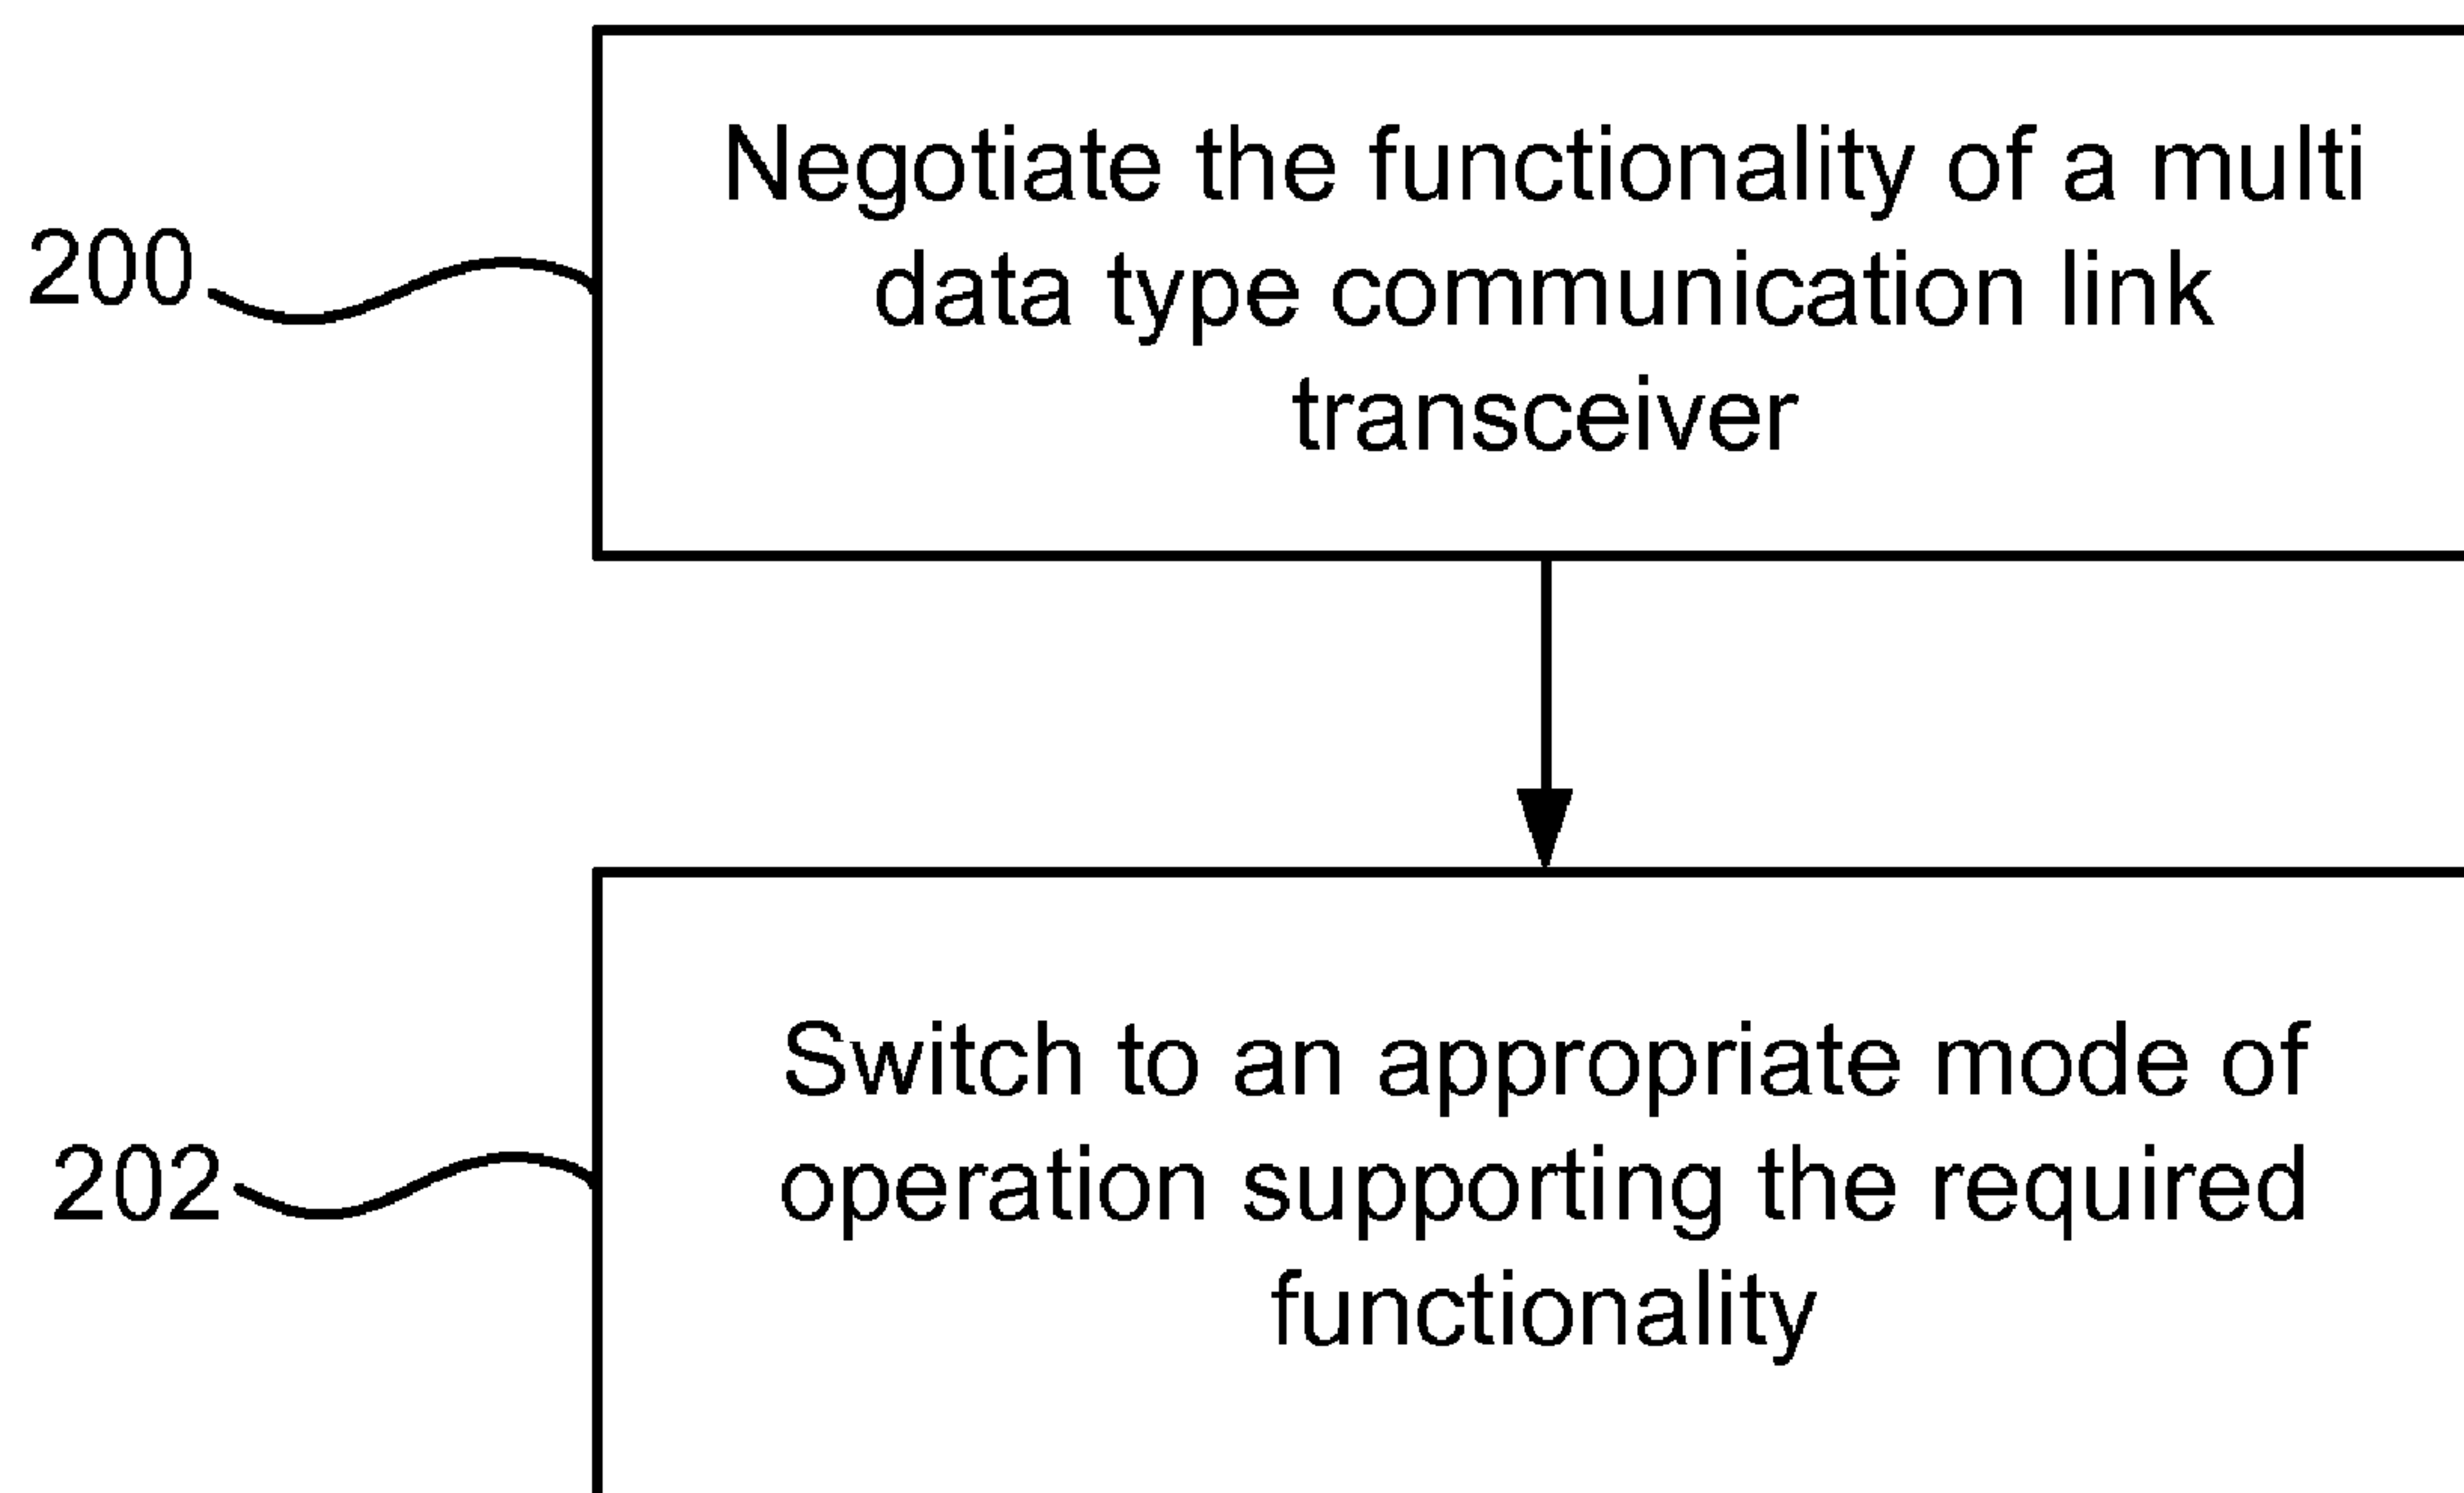 Negotiate the functionality of a multi
data type communication link
transceiver
200
Switch to an appropriate mode of
operation supporting the required
functionality
202